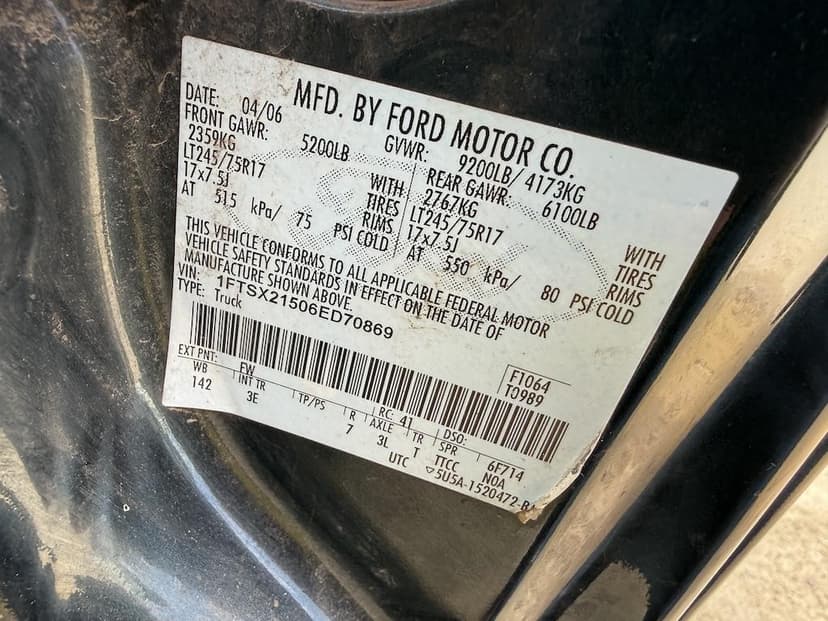 MFD. BY FORD MOTOR CO.
DATE: 04/06 GVWR: 9200LB/ 4173KG
FRONT GAWR: 5200LB REAR GAWR: 6100LB
2359KG WITH 2767KG WITH
LT245/75R17 TIRES LT245/75R17 TIRES
17x7.5J RIMS 17x7.5J RIMS
AT 515 kPa/ 75 PSI COLD AT 550 kPa/ 80 PSI COLD
THIS VEHICLE CONFORMS TO ALL APPLICABLE FEDERAL MOTOR
VEHICLE SAFETY STANDARDS IN EFFECT ON THE DATE OF
MANUFACTURE SHOWN ABOVE.
VIN: 1FTSX21506ED70869
TYPE: Truck
F1064
T0989
EXT PNT: FW RC: 41 DSO:
WB INT TR TP/PS R AXLE TR SPR 6F714
142 3E 7 3L T TTCC NOA
UTC ▽5U5A-1520472-B